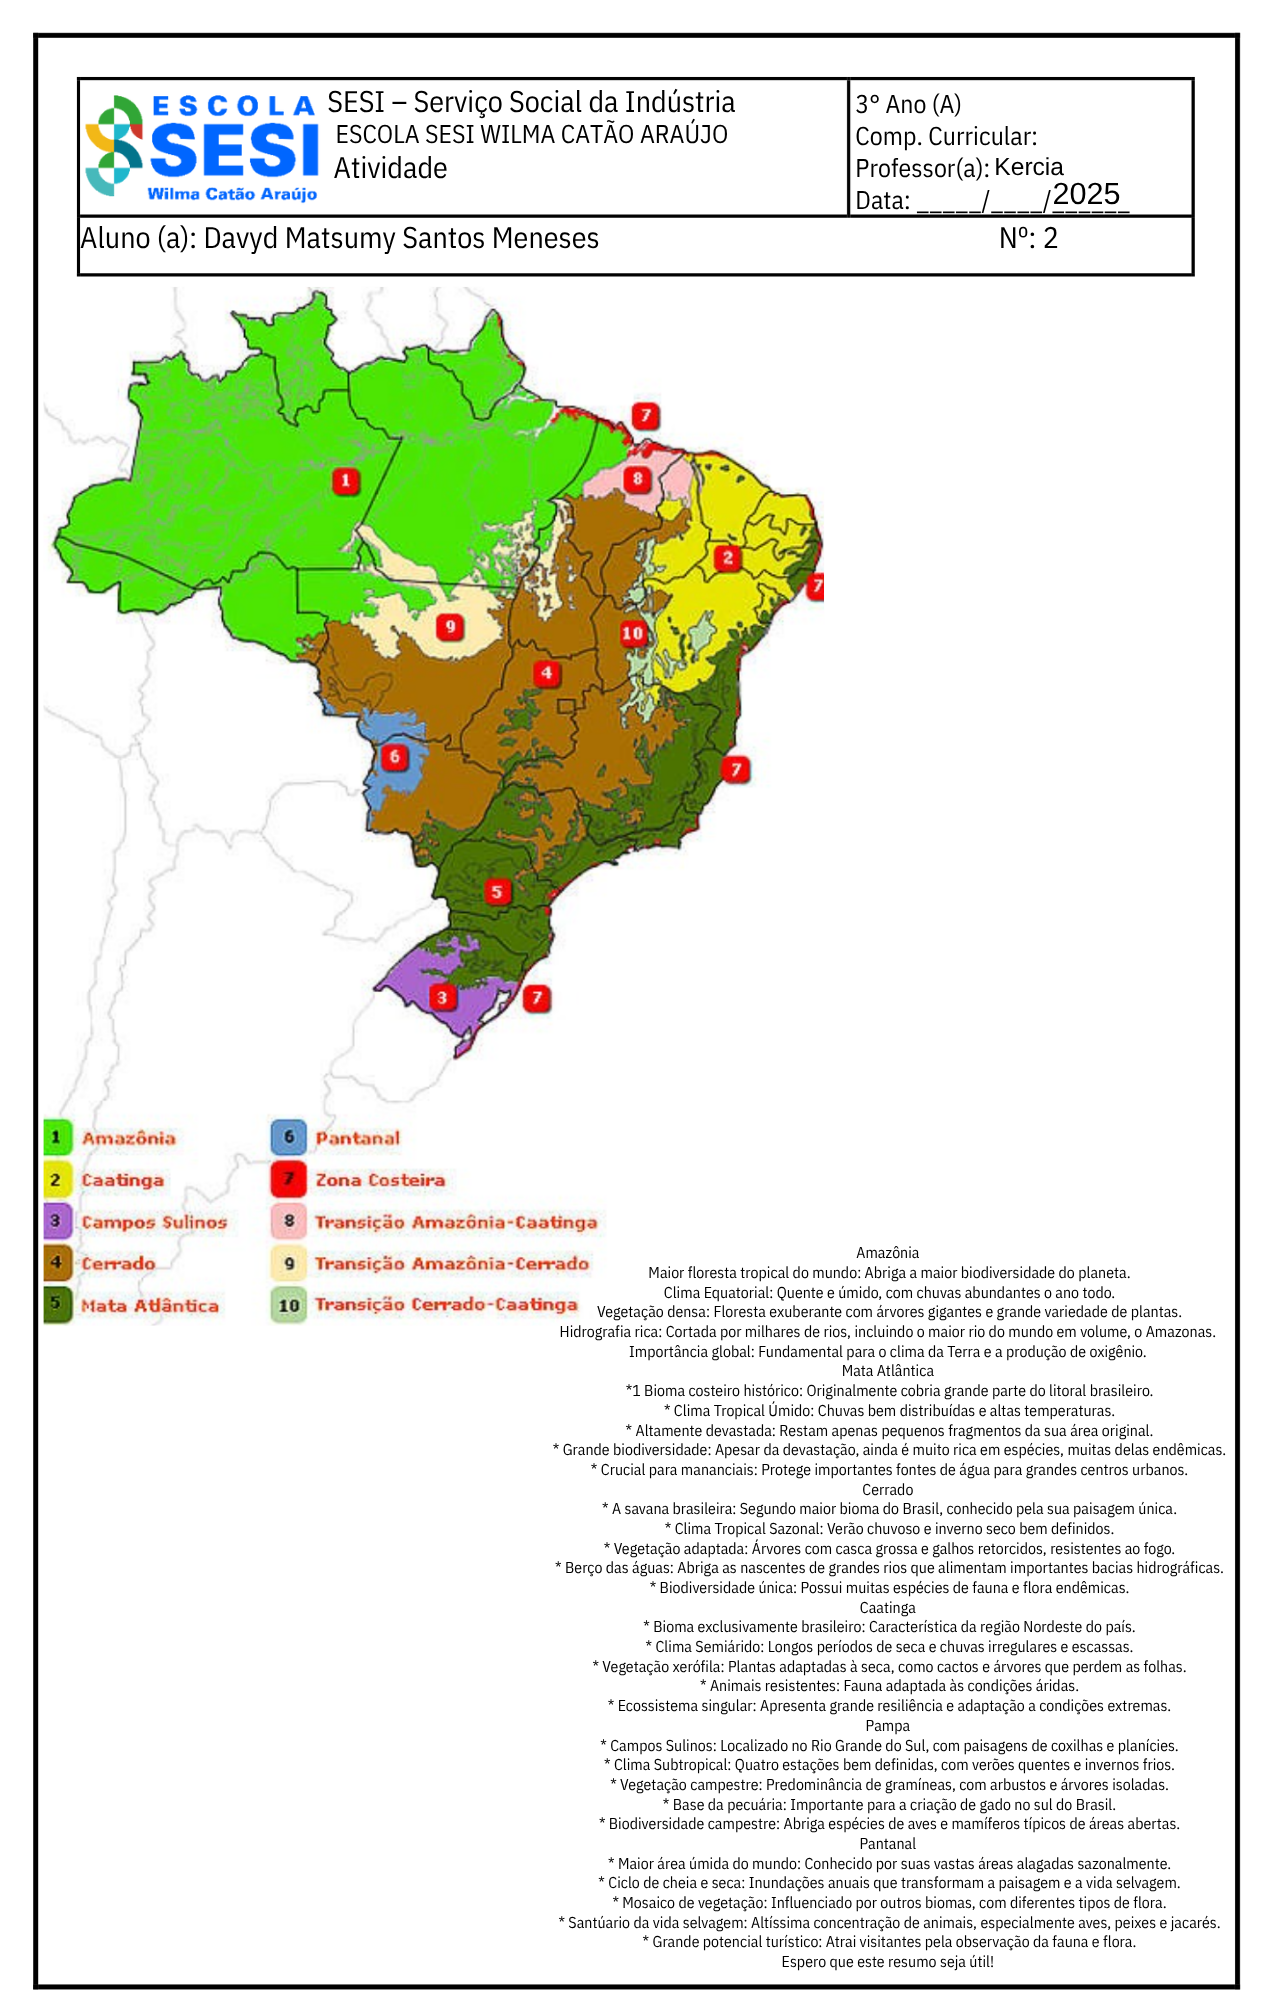 ESCOLA
SESI
Wilma Catão Araújo
SESI – Serviço Social da Indústria
ESCOLA SESI WILMA CATÃO ARAÚJO
Atividade
3° Ano (A)
Comp. Curricular:
Professor(a): Kercia
Data: _____/____/2025
Aluno (a): Davyd Matsumy Santos Meneses Nº: 2
7
8
1
2
7
9
10
4
6
7
5
3
7
1 Amazônia
2 Caatinga
3 Campos Sulinos
4 Cerrado
5 Mata Atlântica
6 Pantanal
7 Zona Costeira
8 Transição Amazônia-Caatinga
9 Transição Amazônia-Cerrado
10 Transição Cerrado-Caatinga
Amazônia
Maior floresta tropical do mundo: Abriga a maior biodiversidade do planeta.
Clima Equatorial: Quente e úmido, com chuvas abundantes o ano todo.
Vegetação densa: Floresta exuberante com árvores gigantes e grande variedade de plantas.
Hidrografia rica: Cortada por milhares de rios, incluindo o maior rio do mundo em volume, o Amazonas.
Importância global: Fundamental para o clima da Terra e a produção de oxigênio.
Mata Atlântica
*1 Bioma costeiro histórico: Originalmente cobria grande parte do litoral brasileiro.
* Clima Tropical Úmido: Chuvas bem distribuídas e altas temperaturas.
* Altamente devastada: Restam apenas pequenos fragmentos da sua área original.
* Grande biodiversidade: Apesar da devastação, ainda é muito rica em espécies, muitas delas endêmicas.
* Crucial para mananciais: Protege importantes fontes de água para grandes centros urbanos.
Cerrado
* A savana brasileira: Segundo maior bioma do Brasil, conhecido pela sua paisagem única.
* Clima Tropical Sazonal: Verão chuvoso e inverno seco bem definidos.
* Vegetação adaptada: Árvores com casca grossa e galhos retorcidos, resistentes ao fogo.
* Berço das águas: Abriga as nascentes de grandes rios que alimentam importantes bacias hidrográficas.
* Biodiversidade única: Possui muitas espécies de fauna e flora endêmicas.
Caatinga
* Bioma exclusivamente brasileiro: Característica da região Nordeste do país.
* Clima Semiárido: Longos períodos de seca e chuvas irregulares e escassas.
* Vegetação xerófila: Plantas adaptadas à seca, como cactos e árvores que perdem as folhas.
* Animais resistentes: Fauna adaptada às condições áridas.
* Ecossistema singular: Apresenta grande resiliência e adaptação a condições extremas.
Pampa
* Campos Sulinos: Localizado no Rio Grande do Sul, com paisagens de coxilhas e planícies.
* Clima Subtropical: Quatro estações bem definidas, com verões quentes e invernos frios.
* Vegetação campestre: Predominância de gramíneas, com arbustos e árvores isoladas.
* Base da pecuária: Importante para a criação de gado no sul do Brasil.
* Biodiversidade campestre: Abriga espécies de aves e mamíferos típicos de áreas abertas.
Pantanal
* Maior área úmida do mundo: Conhecido por suas vastas áreas alagadas sazonalmente.
* Ciclo de cheia e seca: Inundações anuais que transformam a paisagem e a vida selvagem.
* Mosaico de vegetação: Influenciado por outros biomas, com diferentes tipos de flora.
* Santuário da vida selvagem: Altíssima concentração de animais, especialmente aves, peixes e jacarés.
* Grande potencial turístico: Atrai visitantes pela observação da fauna e flora.
Espero que este resumo seja útil!